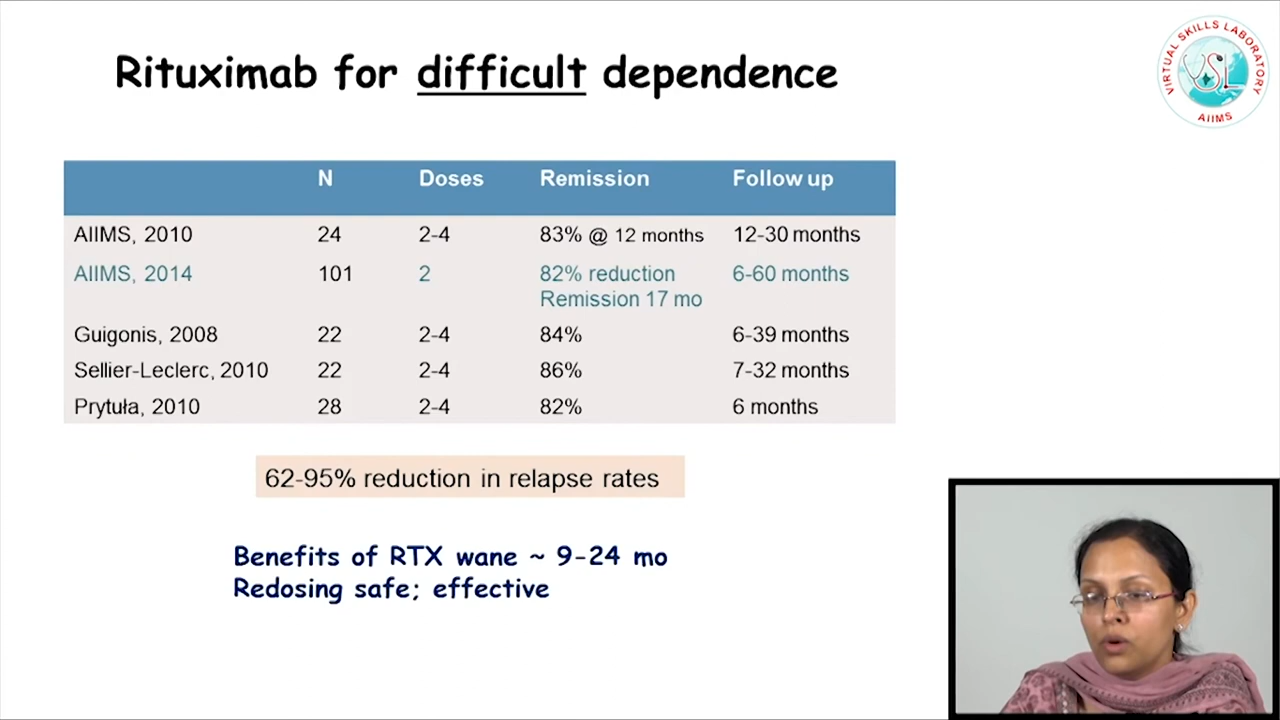 Rituximab for difficult dependence
VIRTUAL SKILLS LABORATORY
VSL
AIIMS
N Doses Remission Follow up
AIIMS, 2010 24 2-4 83% @ 12 months 12-30 months
AIIMS, 2014 101 2 82% reduction 6-60 months
Remission 17 mo
Guigonis, 2008 22 2-4 84% 6-39 months
Sellier-Leclerc, 2010 22 2-4 86% 7-32 months
Prytuła, 2010 28 2-4 82% 6 months
62-95% reduction in relapse rates
Benefits of RTX wane ~ 9-24 mo
Redosing safe; effective